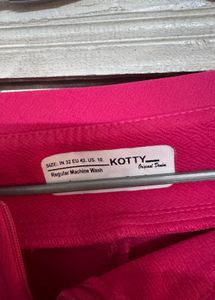 SIZE: IN 32 EU 42. US. 10.
Regular Machine Wash
KOTTY
Original Denim